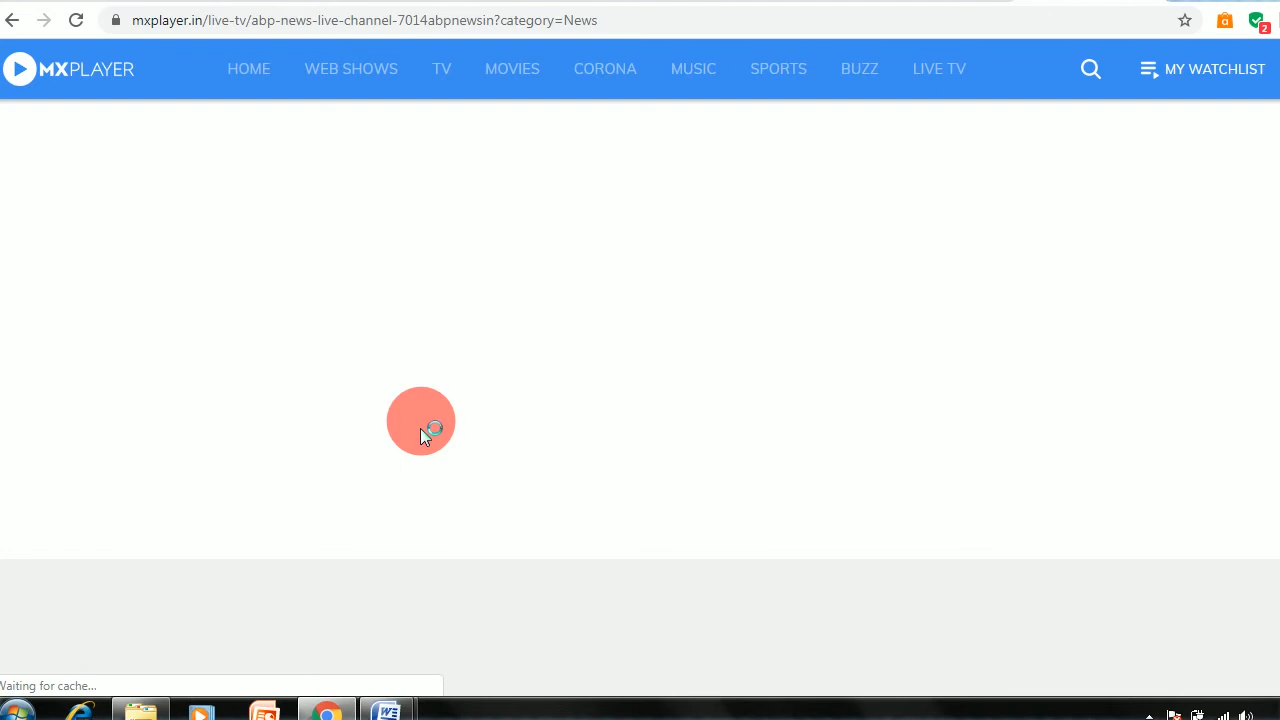 mxplayer.in/live-tv/abp-news-live-channel-7014abpnewsin?category=News
a
2
MXPLAYER HOME WEB SHOWS TV MOVIES CORONA MUSIC SPORTS BUZZ LIVE TV MY WATCHLIST
Waiting for cache...